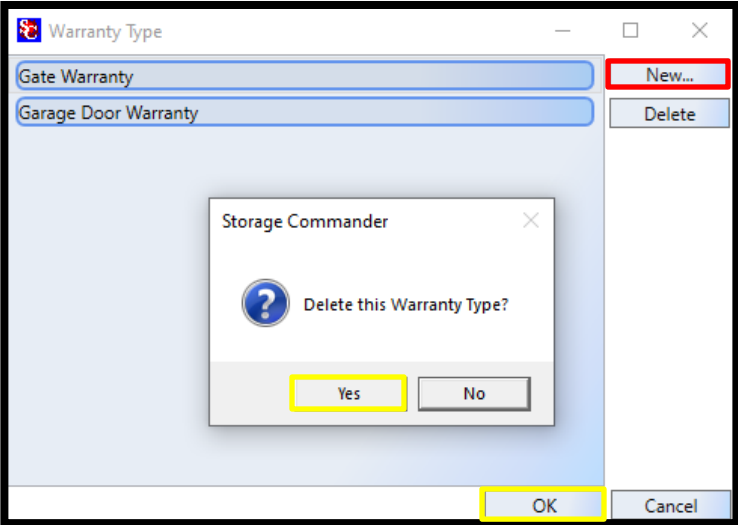 SC Warranty Type
Gate Warranty
New...
Garage Door Warranty
Delete
Storage Commander
?
Delete this Warranty Type?
Yes
No
OK
Cancel